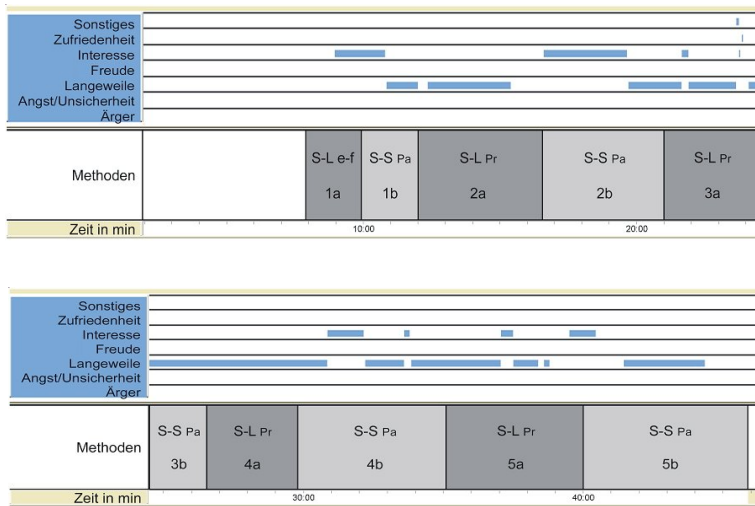 Sonstiges
Zufriedenheit
Interesse
Freude
Langeweile
Angst/Unsicherheit
Ärger
Methoden
S-L e-f
1a
S-S Pa
1b
S-L Pr
2a
S-S Pa
2b
S-L Pr
3a
Zeit in min
10:00
20:00
Sonstiges
Zufriedenheit
Interesse
Freude
Langeweile
Angst/Unsicherheit
Ärger
Methoden
S-S Pa
3b
S-L Pr
4a
S-S Pa
4b
S-L Pr
5a
S-S Pa
5b
Zeit in min
30:00
40:00